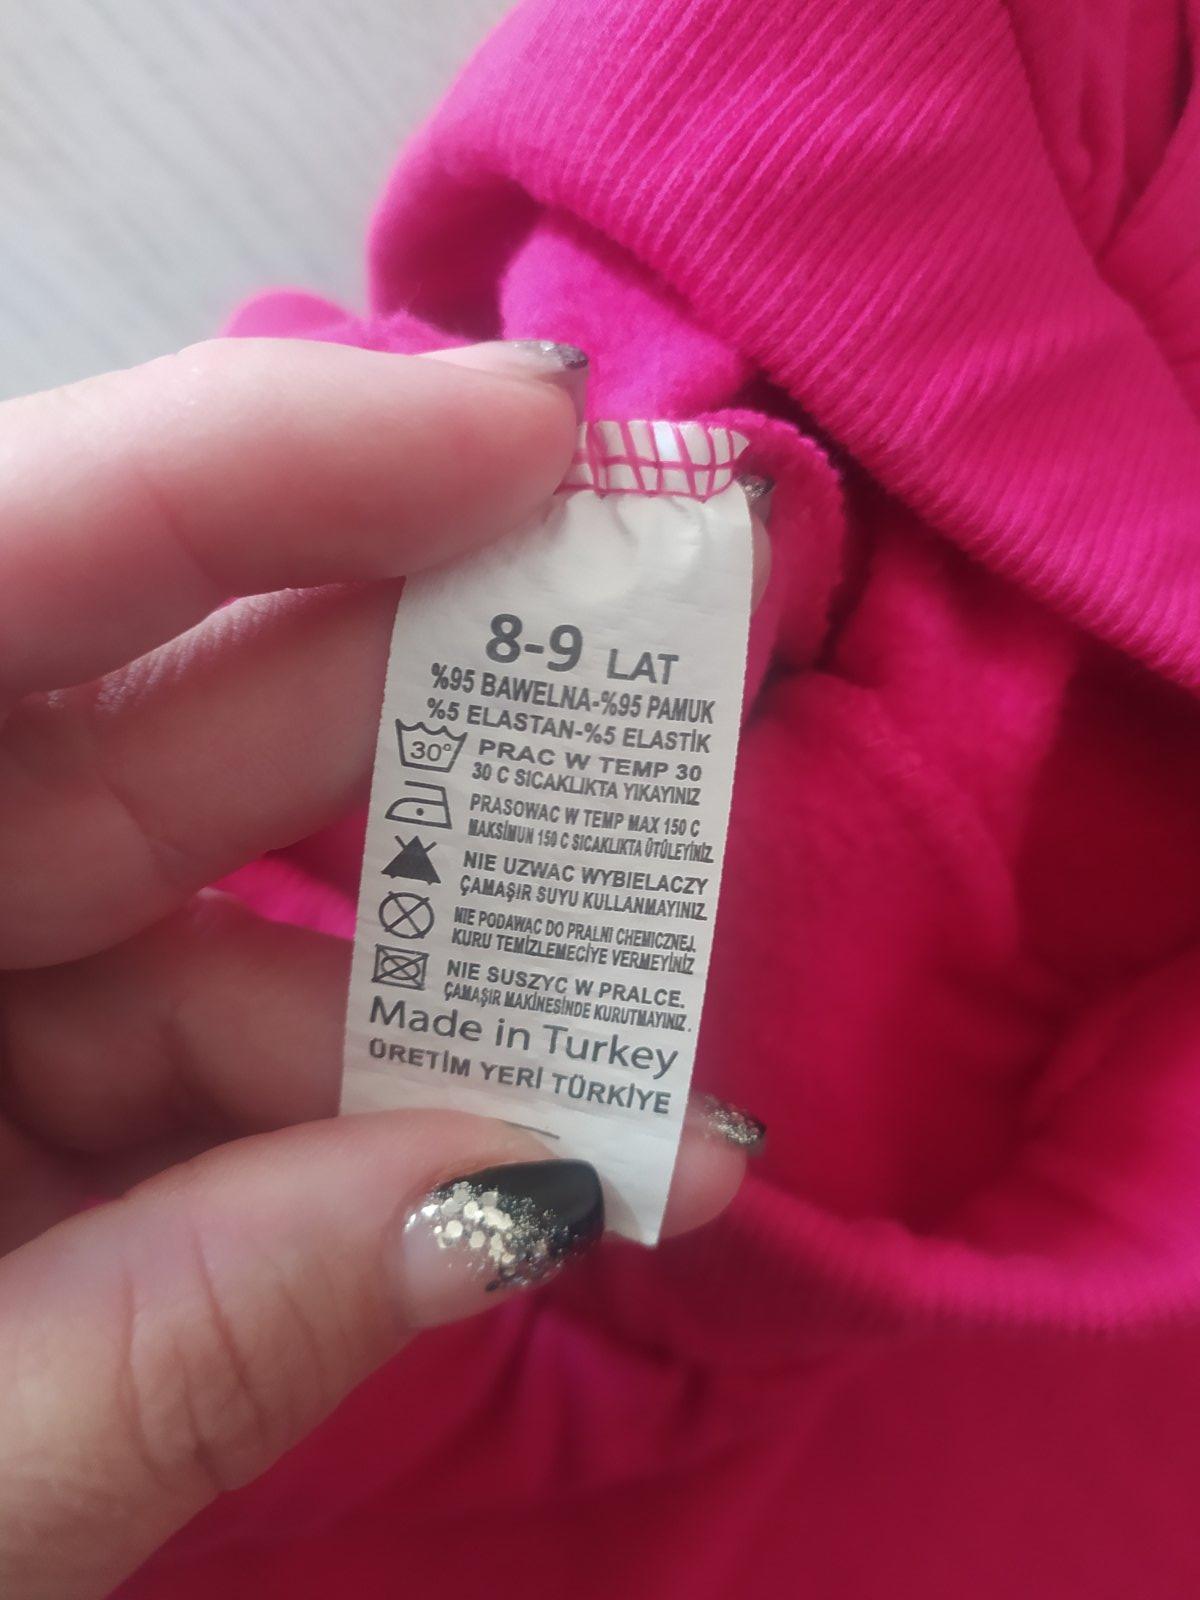 8-9 LAT
%95 BAWELNA-%95 PAMUK
%5 ELASTAN-%5 ELASTİK
30° PRAC W TEMP 30
30 C SICAKLIKTA YIKAYINIZ
PRASOWAC W TEMP MAX 150 C
MAKSİMUN 150 C SICAKLIKTA ÜTÜLEYİNİZ
NIE UZWAC WYBIELACZY
ÇAMAŞIR SUYU KULLANMAYINIZ
NIE PODAWAC DO PRALNI CHEMICZNEJ.
KURU TEMİZLEMECİYE VERMEYİNİZ
NIE SUSZYC W PRALCE.
ÇAMAŞIR MAKİNESİNDE KURUTMAYINIZ.
Made in Turkey
ÜRETİM YERİ TÜRKİYE